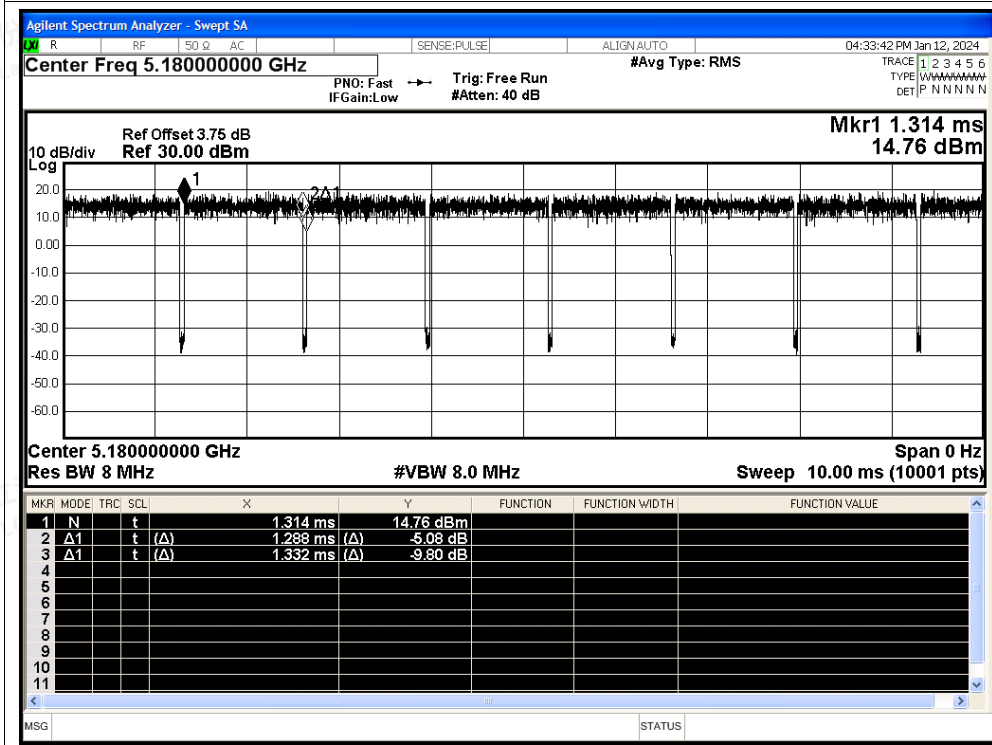 Agilent Spectrum Analyzer - Swept SA
LXI R RF 50 Ω AC SENSE:PULSE ALIGN AUTO 04:33:42 PM Jan 12, 2024
Center Freq 5.180000000 GHz #Avg Type: RMS TRACE 1 2 3 4 5 6
PNO: Fast Trig: Free Run TYPE
IFGain:Low #Atten: 40 dB DET P N N N N N
Mkr1 1.314 ms
14.76 dBm
Ref Offset 3.75 dB
10 dB/div Ref 30.00 dBm
Log
1
2Δ1
20.0
10.0
0.00
-10.0
-20.0
-30.0
-40.0
-50.0
-60.0
Center 5.180000000 GHz Span 0 Hz
Res BW 8 MHz #VBW 8.0 MHz Sweep 10.00 ms (10001 pts)
MKR MODE TRC SCL X Y FUNCTION FUNCTION WIDTH FUNCTION VALUE
1 N t 1.314 ms 14.76 dBm
2 Δ1 t (Δ) 1.288 ms (Δ) -5.08 dB
3 Δ1 t (Δ) 1.332 ms (Δ) -9.80 dB
4
5
6
7
8
9
10
11
MSG STATUS